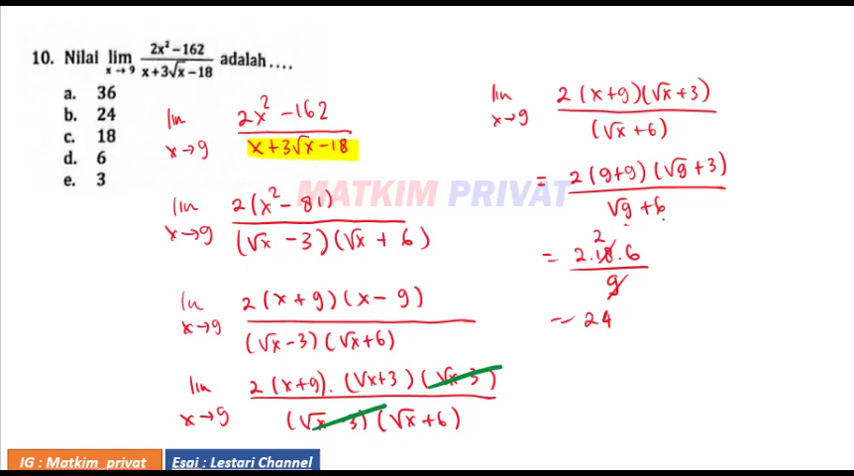 10. Nilai lim x→9 2x²−162 / x+3√x−18 adalah ....
a. 36
b. 24
c. 18
d. 6
e. 3
lim x→9 2x² −162 / x+3√x −18
lim x→9 2(x² − 81) / (√x − 3)(√x + 6)
lim x→9 2(x+9)(x−9) / (√x−3)(√x+6)
lim x→9 2(x+9).(√x+3)(√x−3) / (√x−3)(√x+6)
lim x→9 2(x+9)(√x+3) / (√x+6)
= 2(9+9)(√9+3) / √9+6
= 2.18.6 / 9
2
= 24
MATKIM PRIVAT
IG : Matkim_privat
Esai : Lestari Channel